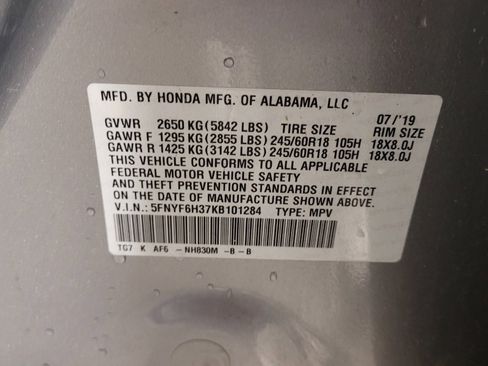 MFD. BY HONDA MFG. OF ALABAMA, LLC 07/'19
GVWR 2650 KG(5842 LBS) TIRE SIZE RIM SIZE
GAWR F 1295 KG(2855 LBS)245/60R18 105H 18X8.0J
GAWR R 1425 KG(3142 LBS)245/60R18 105H 18X8.0J
THIS VEHICLE CONFORMS TO ALL APPLICABLE
FEDERAL MOTOR VEHICLE SAFETY
AND THEFT PREVENTION STANDARDS IN EFFECT
ON THE DATE OF MANUFACTURE SHOWN ABOVE.
V.I.N.: 5FNYF6H37KB101284 TYPE: MPV
TG7 K AF6 -NH830M -B-B